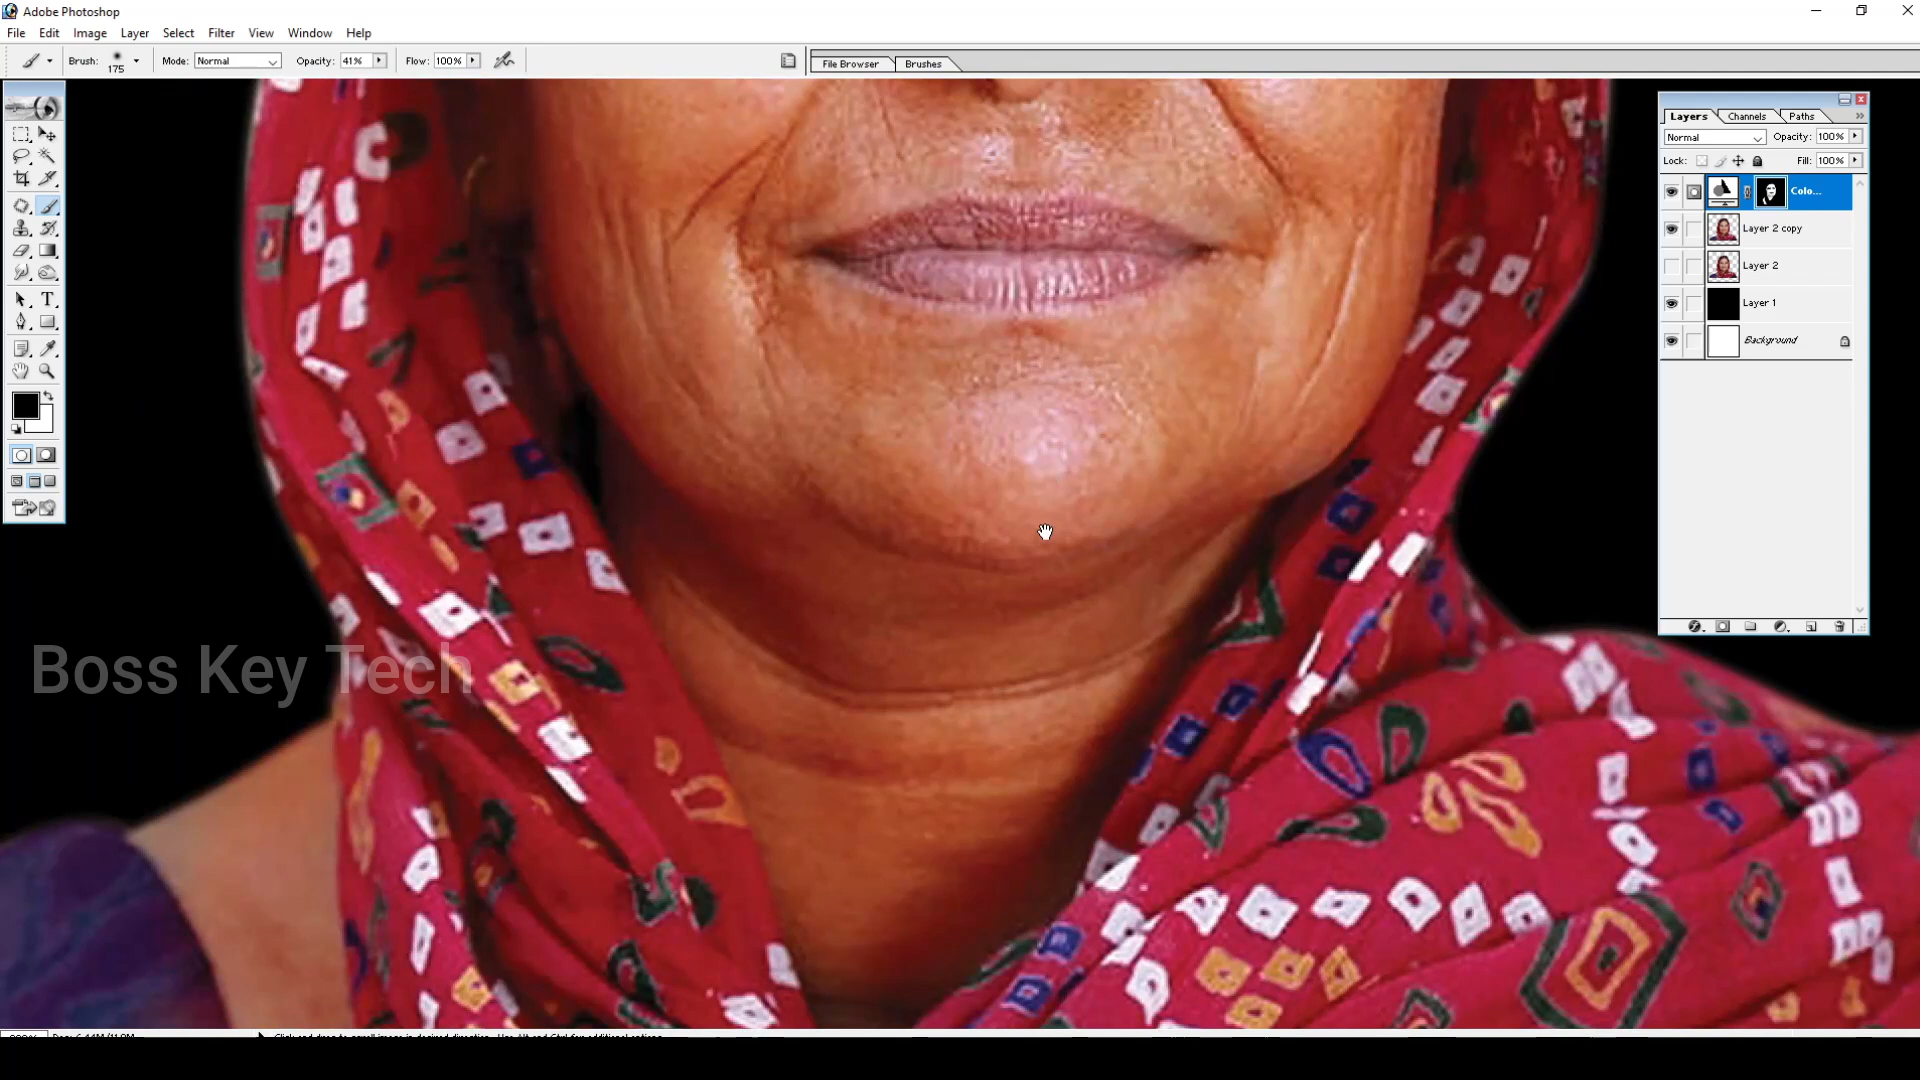 Adobe Photoshop
File Edit Image Layer Select Filter View Window Help
Brush: 175 Mode: Normal Opacity: 41% Flow: 100% File Browser Brushes
Layers Channels Paths
Normal Opacity: 100%
Lock: Fill: 100%
Colo...
Layer 2 copy
Layer 2
Layer 1
Background
Boss Key Tech